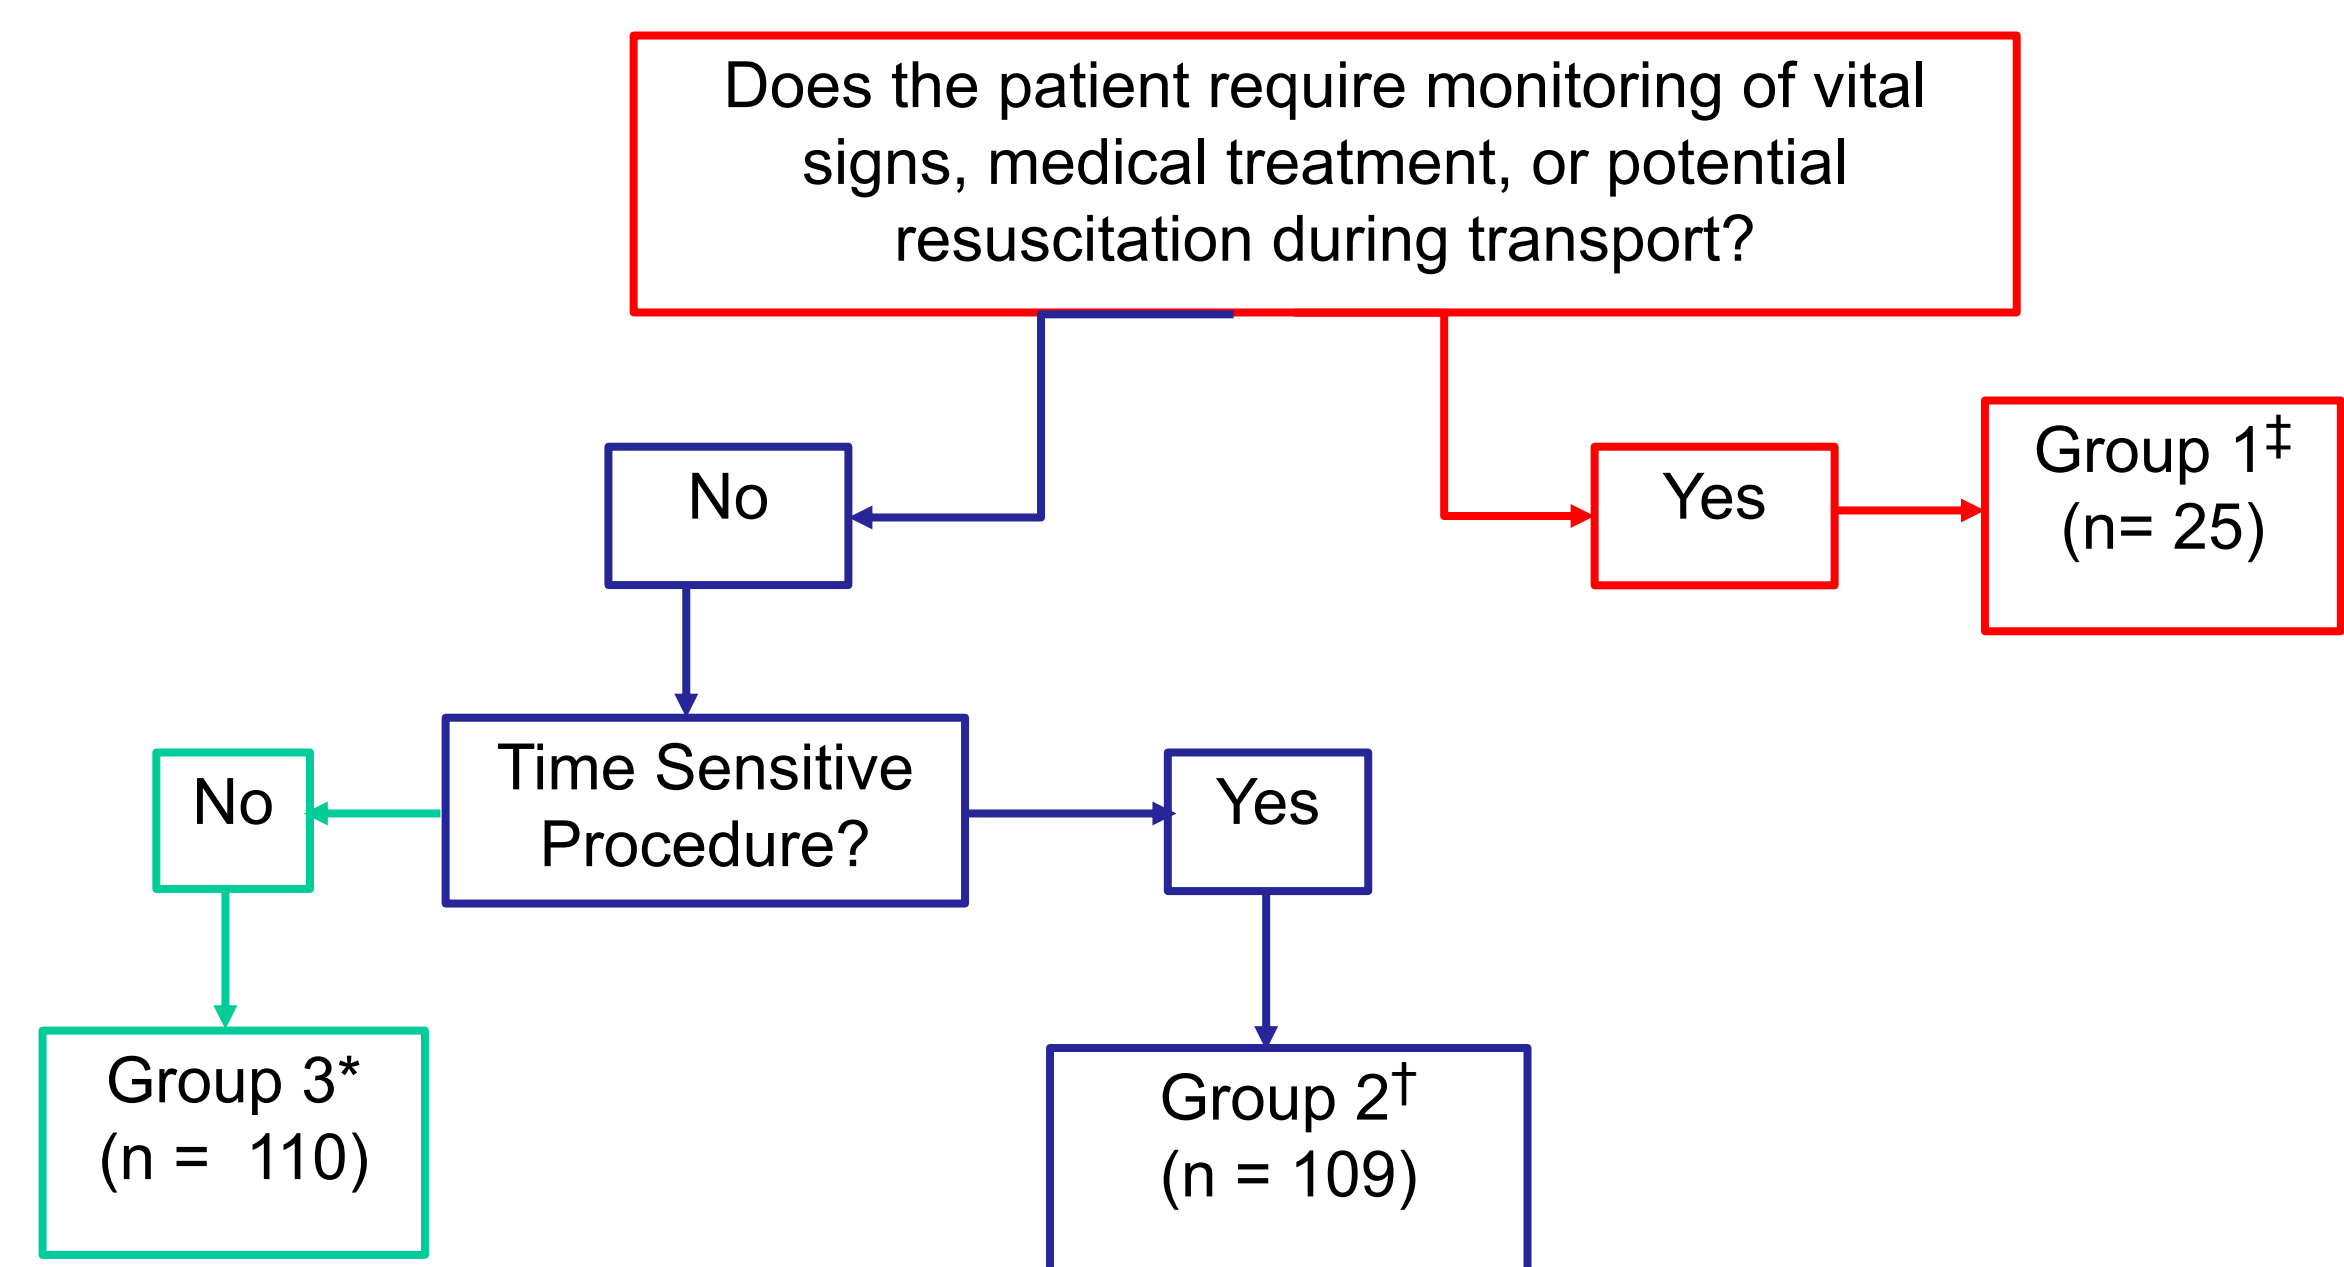 Does the patient require monitoring of vital
signs, medical treatment, or potential
resuscitation during transport?
No
Yes
Group 1‡
(n= 25)
No
Time Sensitive
Procedure?
Yes
Group 3*
(n =  110)
Group 2†
(n = 109)